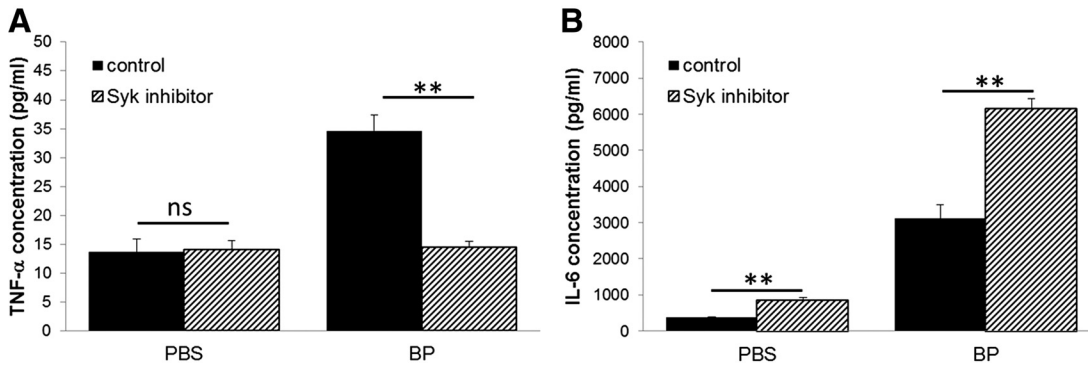 A
TNF-α concentration (pg/ml)
50
45
40
35
30
25
20
15
10
5
0
control
Syk inhibitor
ns
**
PBS
BP
B
IL-6 concentration (pg/ml)
8000
7000
6000
5000
4000
3000
2000
1000
0
control
Syk inhibitor
**
**
PBS
BP